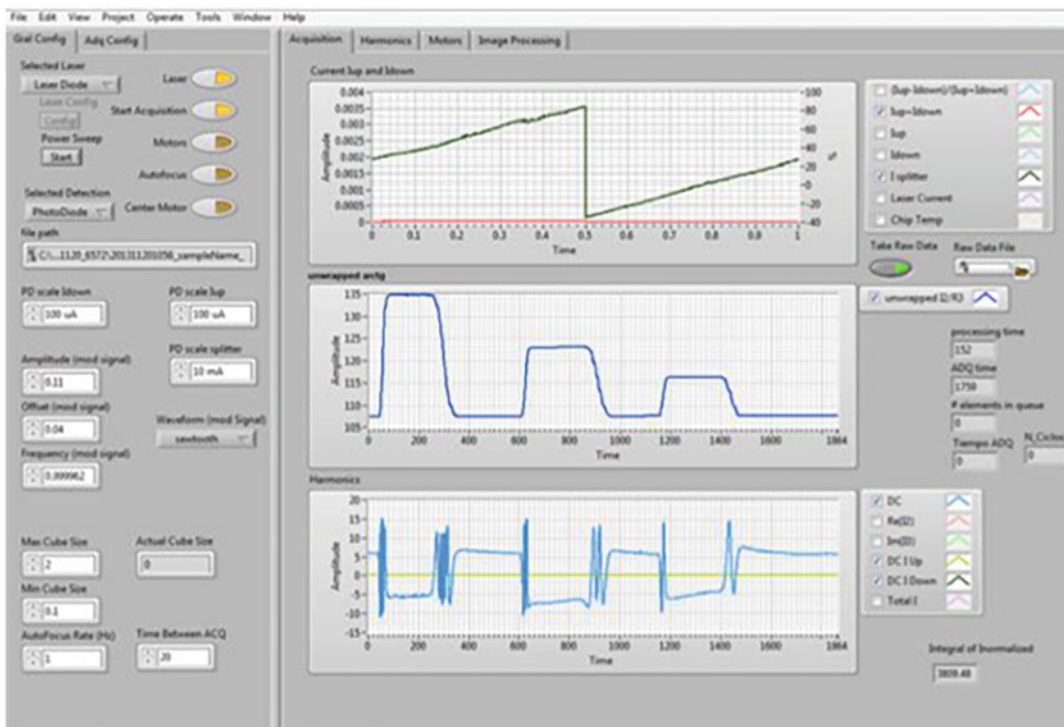 File Edit View Project Operate Tools Window Help
Gral Config Adq Config
Selected Laser
Laser Diode
Laser Config
Config
Power Sweep
Start
Laser
Start Acquisition
Motors
Autofocus
Selected Detection
PhotoDiode
Center Motor
file path
C:\...1120_6572\201311201056_sampleName_
PD scale Idown
100 uA
PD scale Iup
100 uA
Amplitude (mod signal)
0.11
PD scale splitter
10 mA
Offset (mod signal)
0.04
Waveform (mod Signal)
sawtooth
Frequency (mod signal)
0.999962
Max Cube Size
2
Actual Cube Size
0
Min Cube Size
0.1
AutoFocus Rate (Hz)
1
Time Between ACQ
20
Acquisition Harmonics Motors Image Processing
Current Iup and Idown
Amplitude
0.004
0.0035
0.003
0.0025
0.002
0.0015
0.001
0.0005
0
100
80
60
40
20
0
-20
-40
0 0.1 0.2 0.3 0.4 0.5 0.6 0.7 0.8 0.9 1
Time
(Iup-Idown)/(Iup+Idown)
Iup+Idown
Iup
Idown
I splitter
Laser Current
Chip Temp
Take Raw Data
Raw Data File
unwrapped arctg
Amplitude
135
130
125
120
115
110
105
0 200 400 600 800 1000 1200 1400 1600 1864
Time
unwrapped I2/R3
processing time
152
ADQ time
1759
# elements in queue
0
Tiempo ADQ
0
N_Ciclos
0
Harmonics
Amplitude
20
15
10
5
0
-5
-10
-15
0 200 400 600 800 1000 1200 1400 1600 1864
Time
DC
DC I Up
DC I Down
Total I
Integral of Inormalized
3809.48